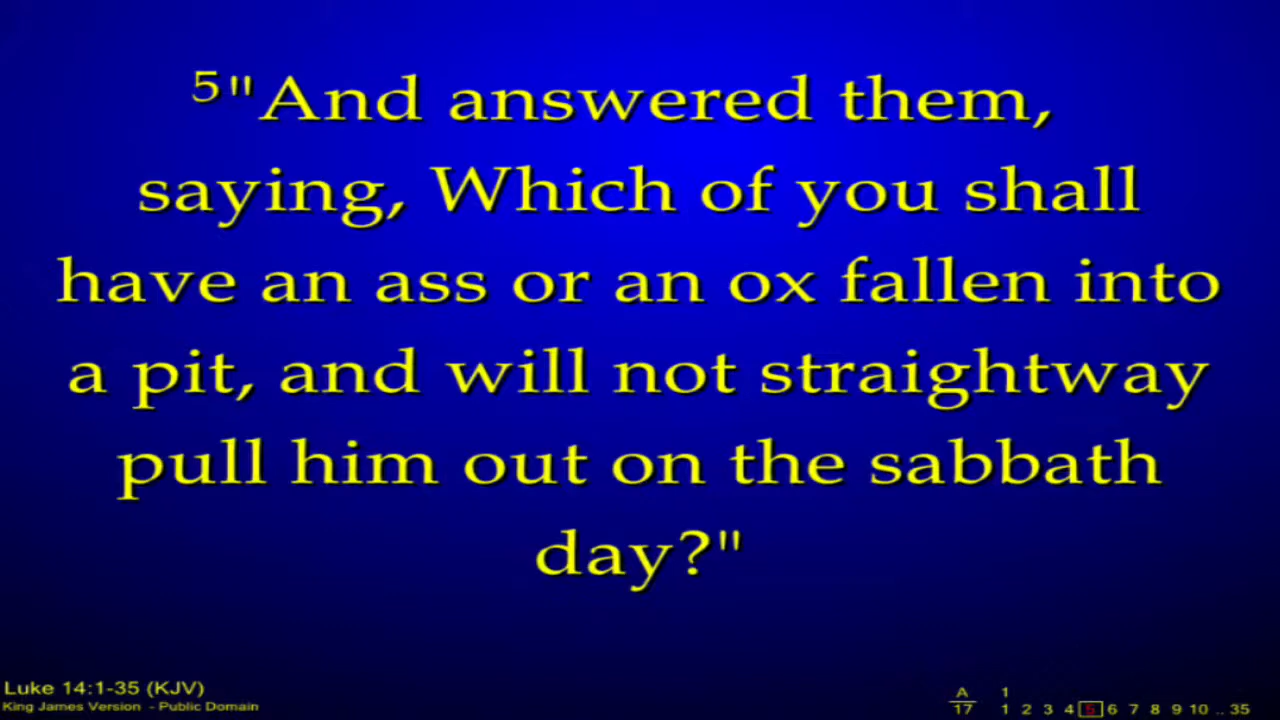 5"And answered them,
saying, Which of you shall
have an ass or an ox fallen into
a pit, and will not straightway
pull him out on the sabbath
day?"
Luke 14:1-35 (KJV)
King James Version - Public Domain
A 1
17 1 2 3 4 5 6 7 8 9 10 .. 35